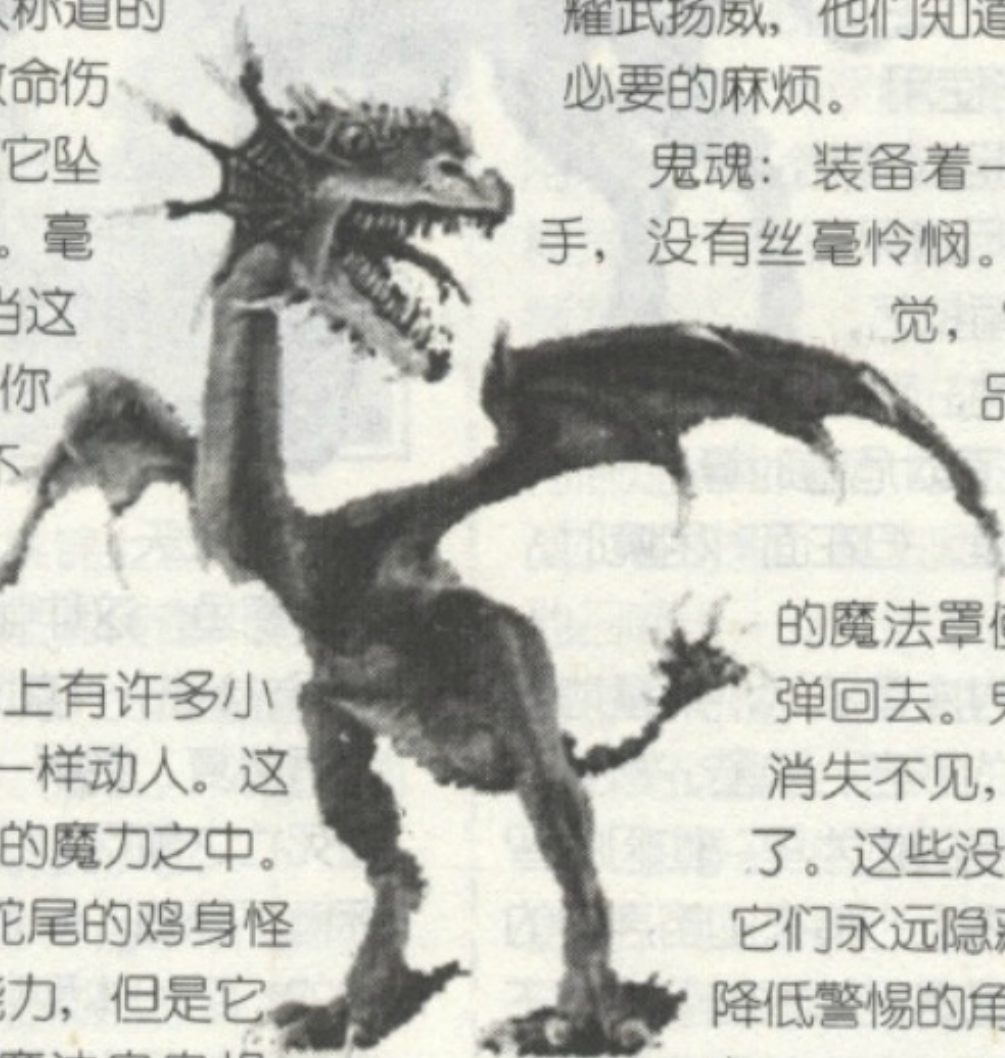 称道的
命伤
它坠
。毫
当这
你
不
上有许多小
一样动人。这
的魔力之中。
蛇尾的鸡身怪
能力，但是它
耀武扬威，他们知道
必要的麻烦。
鬼魂：装备着一
手，没有丝毫怜悯。
觉，
品
的魔法罩
弹回去。
消失不见，
了。这些没
它们永远隐
降低警惕的角